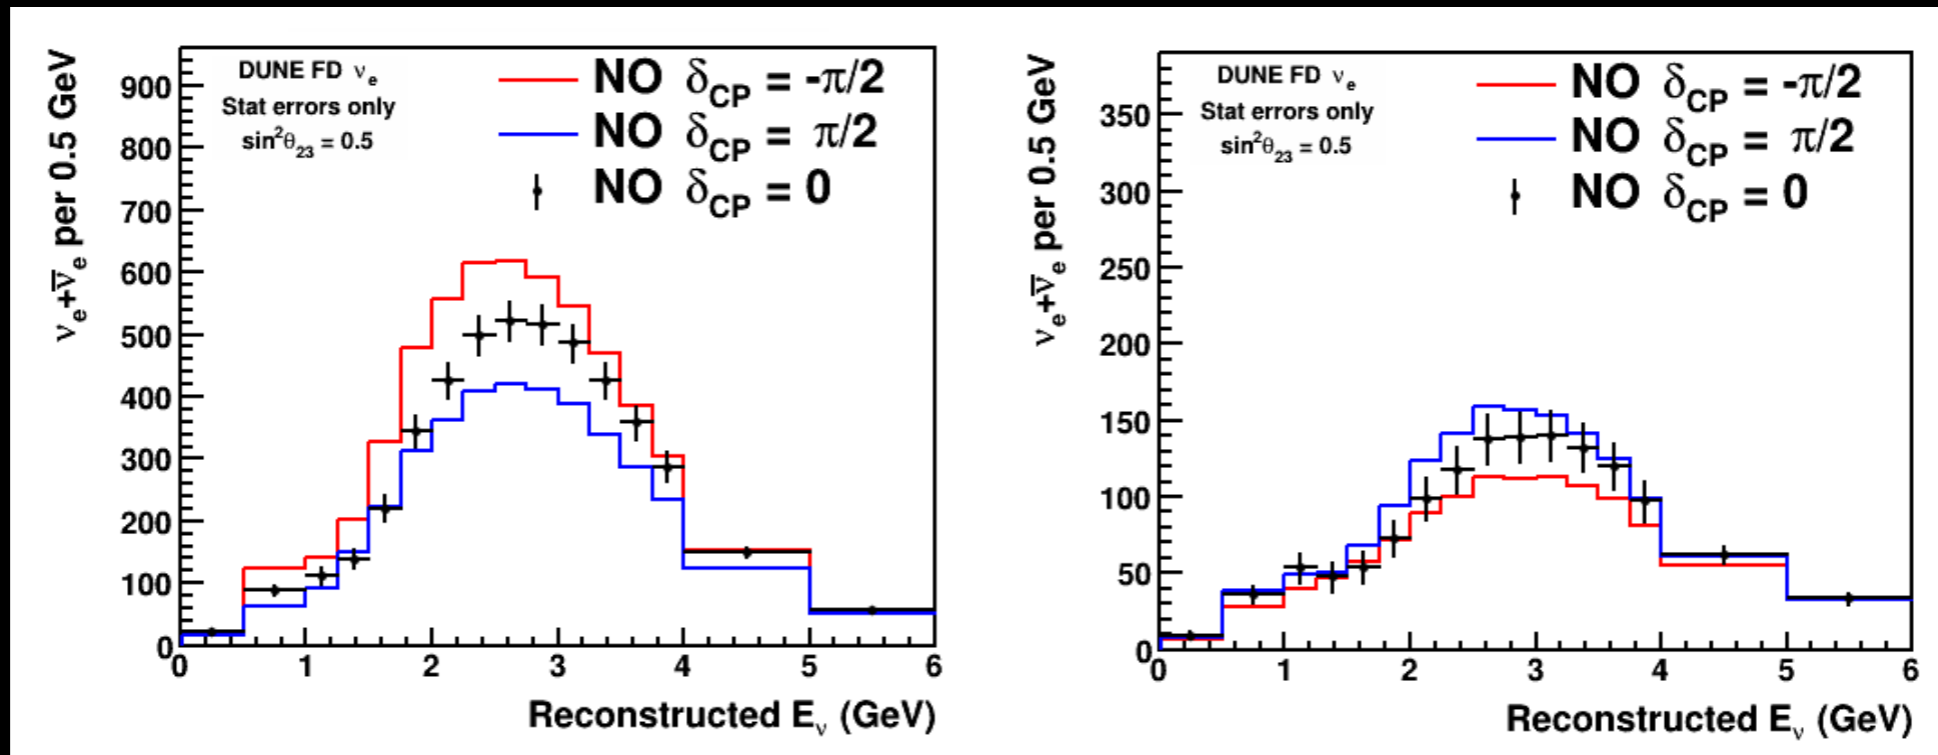 DUNE FD νe
Stat errors only
sin²θ23 = 0.5
NO δCP = -π/2
NO δCP = π/2
NO δCP = 0
νe+ν̅e per 0.5 GeV
900
800
700
600
500
400
300
200
100
0
0 1 2 3 4 5 6
Reconstructed Eν (GeV)
DUNE FD νe
Stat errors only
sin²θ23 = 0.5
NO δCP = -π/2
NO δCP = π/2
NO δCP = 0
νe+ν̅e per 0.5 GeV
350
300
250
200
150
100
50
0
0 1 2 3 4 5 6
Reconstructed Eν (GeV)